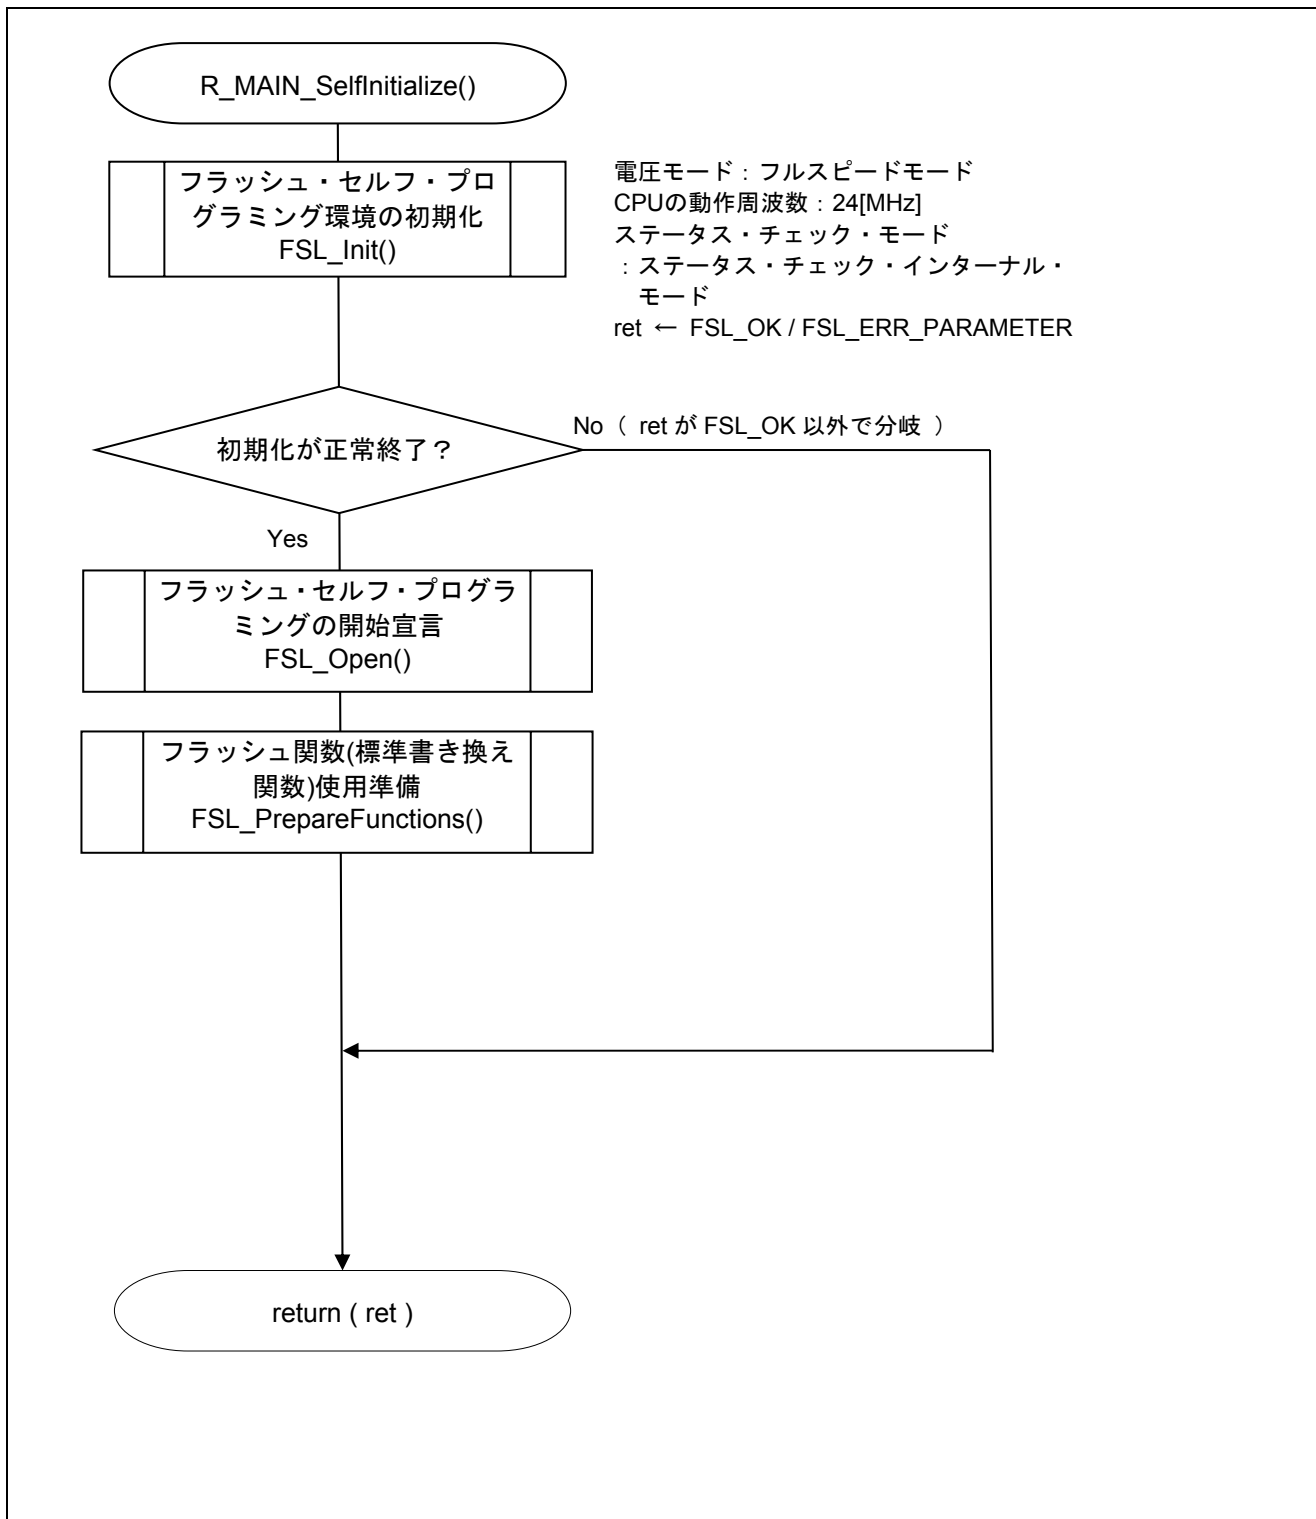 R_MAIN_SelfInitialize()
フラッシュ・セルフ・プロ
グラミング環境の初期化
FSL_Init()
電圧モード：フルスピードモード
CPUの動作周波数：24[MHz]
ステータス・チェック・モード
：ステータス・チェック・インターナル・
モード
ret ← FSL_OK / FSL_ERR_PARAMETER
初期化が正常終了？
No（ ret が FSL_OK 以外で分岐 ）
Yes
フラッシュ・セルフ・プログラ
ミングの開始宣言
FSL_Open()
フラッシュ関数(標準書き換え
関数)使用準備
FSL_PrepareFunctions()
return ( ret )